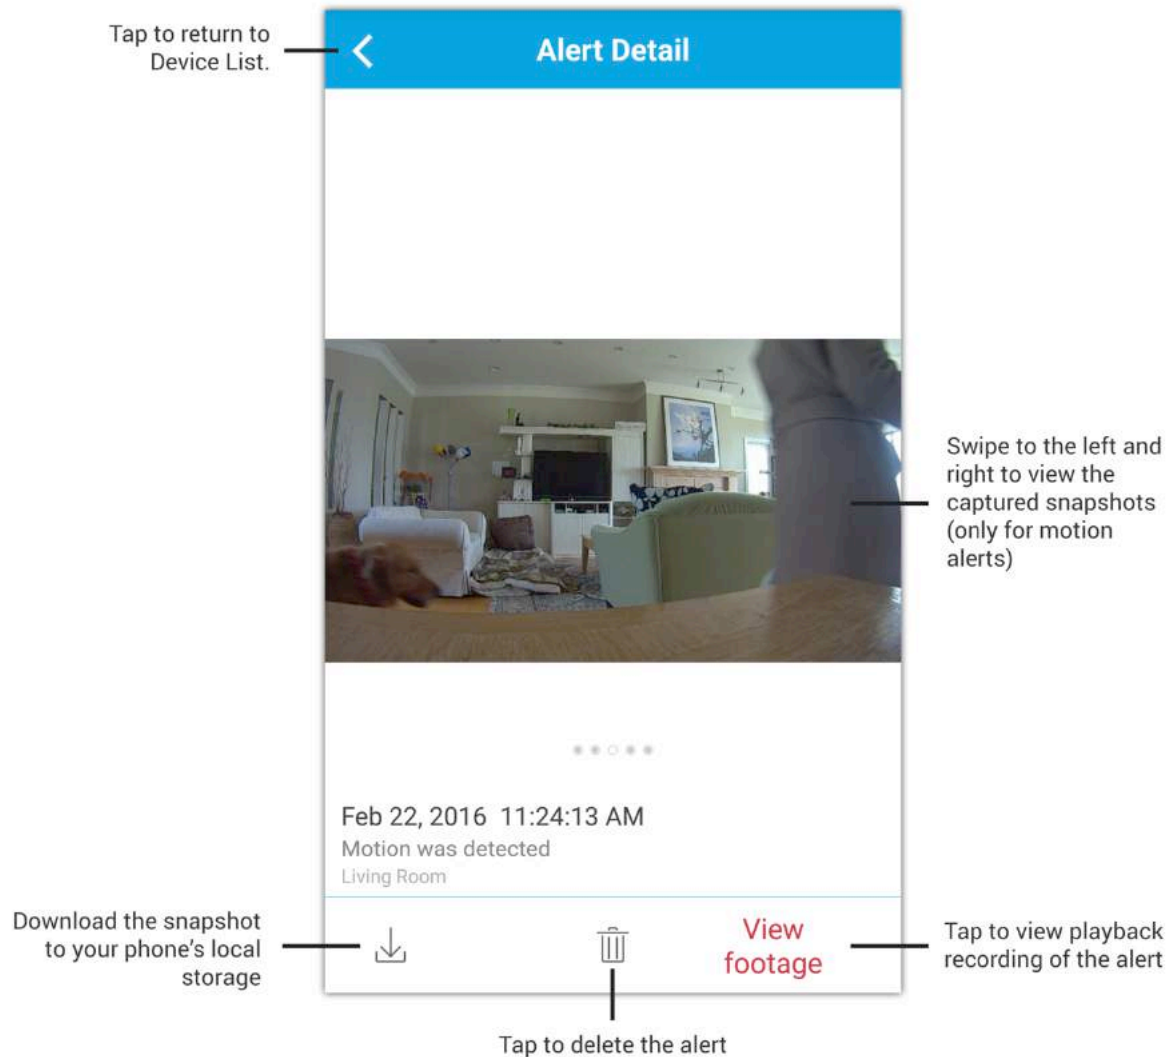 Tap to return to
Device List.
Alert Detail
Swipe to the left and
right to view the
captured snapshots
(only for motion
alerts)
Feb 22, 2016 11:24:13 AM
Motion was detected
Living Room
Download the snapshot
to your phone's local
storage
View
footage
Tap to view playback
recording of the alert
Tap to delete the alert